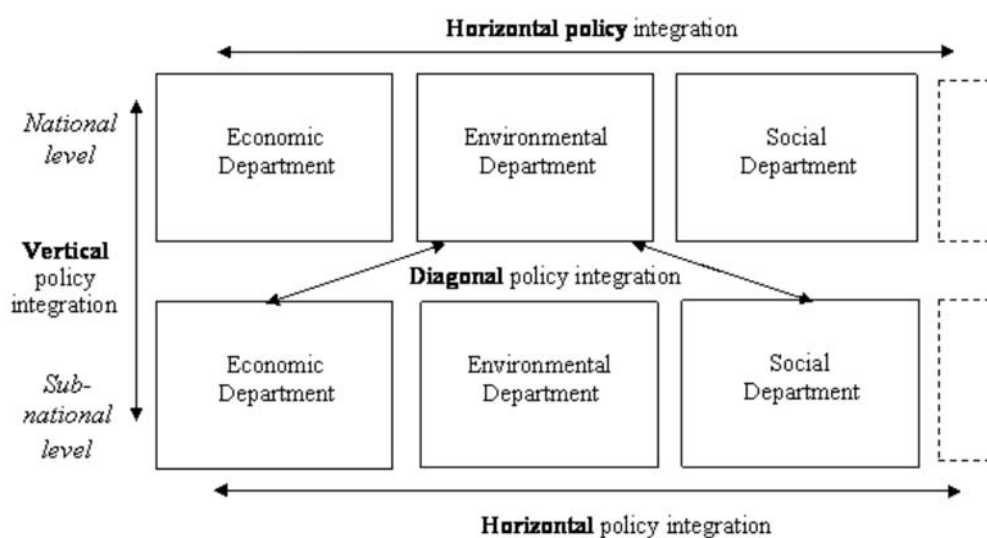 Horizontal policy integration
National
level
Economic
Department
Environmental
Department
Social
Department
Vertical
policy
integration
Diagonal policy integration
Sub-
national
level
Economic
Department
Environmental
Department
Social
Department
Horizontal policy integration